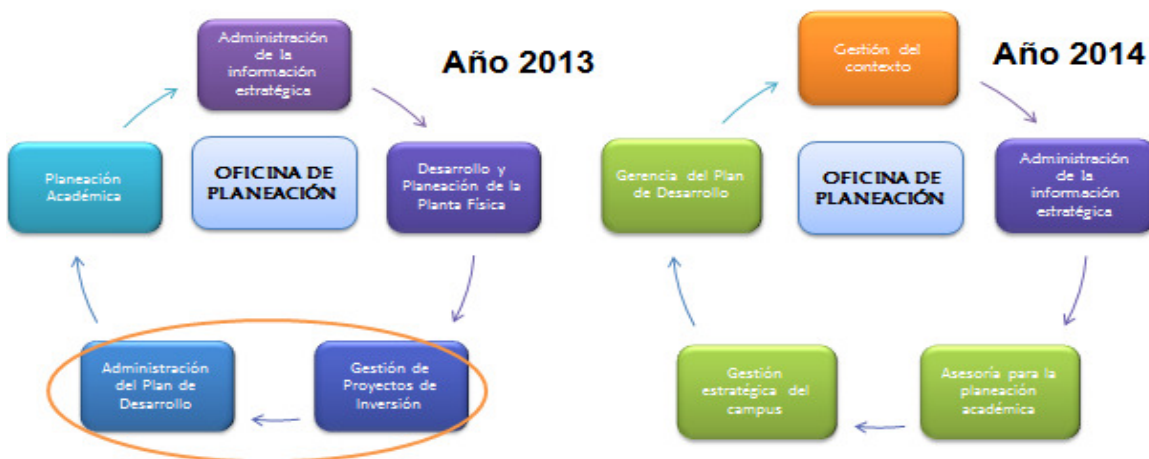 Año 2013
Administración
de la
información
estratégica
Planeación
Académica
OFICINA DE
PLANEACIÓN
Desarrollo y
Planeación de la
Planta Física
Administración
del Plan de
Desarrollo
Gestión de
Proyectos de
Inversión
Año 2014
Gestión del
contexto
Gerencia del Plan
de Desarrollo
OFICINA DE
PLANEACIÓN
Administración
de la
información
estratégica
Gestión
estratégica del
campus
Asesoría para la
planeación
académica